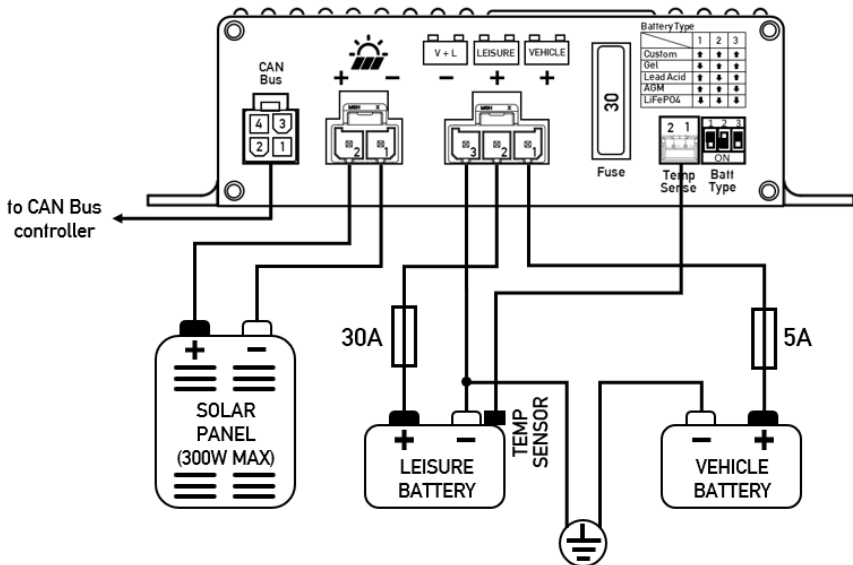 Battery Type
1 2 3
Custom
Gel
Lead Acid
AGM
LiFePO4
CAN
Bus
+ −
V + L LEISURE VEHICLE
− + +
4 3
2 1
2 1
3 2 1
30
Fuse
2 1
Temp
Sense
1 2 3
ON
Batt
Type
to CAN Bus
controller
30A
5A
+ −
SOLAR
PANEL
(300W MAX)
+ −
LEISURE
BATTERY
TEMP
SENSOR
− +
VEHICLE
BATTERY